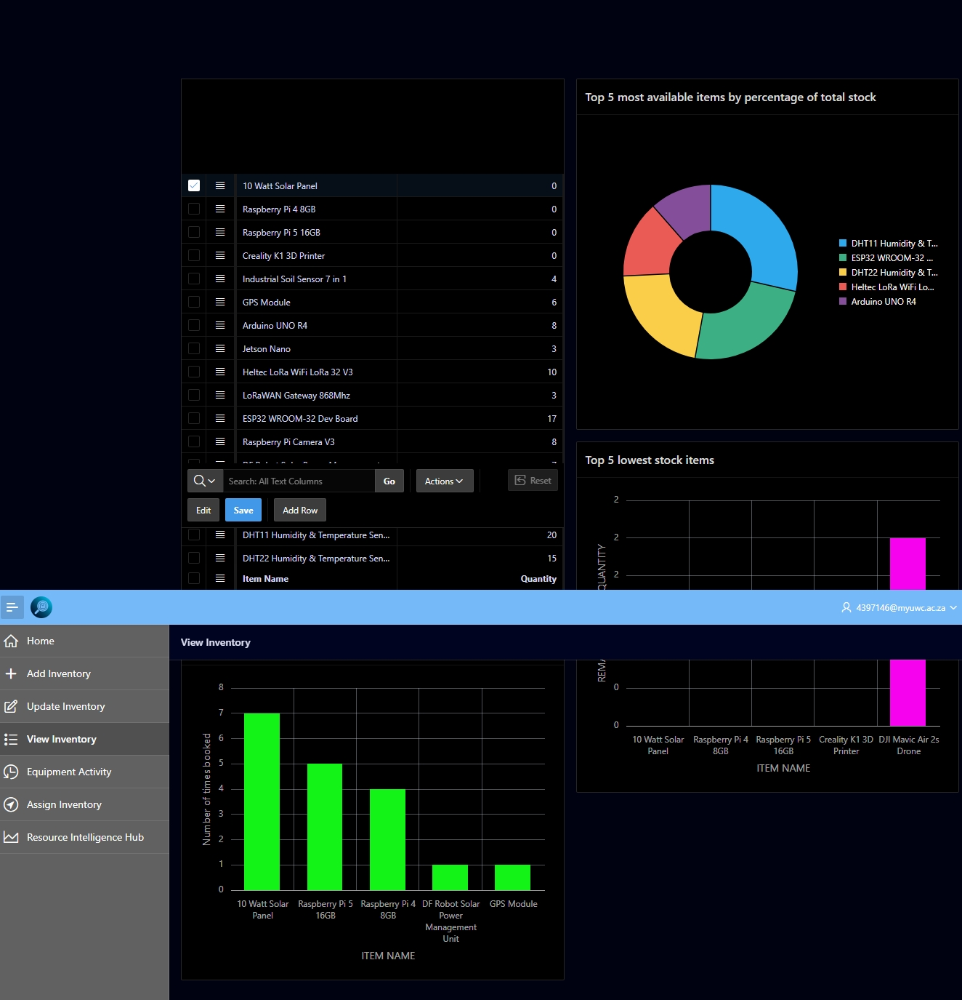 Top 5 most available items by percentage of total stock
10 Watt Solar Panel 0
Raspberry Pi 4 8GB 0
Raspberry Pi 5 16GB 0
Creality K1 3D Printer 0
Industrial Soil Sensor 7 in 1 4
GPS Module 6
Arduino UNO R4 8
Jetson Nano 3
Heltec LoRa WiFi LoRa 32 V3 10
LoRaWAN Gateway 868Mhz 3
ESP32 WROOM-32 Dev Board 17
Raspberry Pi Camera V3 8
DHT11 Humidity & T...
ESP32 WROOM-32 ...
DHT22 Humidity & T...
Heltec LoRa WiFi Lo...
Arduino UNO R4
Search: All Text Columns
Go
Actions
Reset
Edit
Save
Add Row
DHT11 Humidity & Temperature Sen... 20
DHT22 Humidity & Temperature Sen... 15
Item Name Quantity
Top 5 lowest stock items
2
2
2
QUANTITY
4397146@myuwc.ac.za
Home
Add Inventory
Update Inventory
View Inventory
Equipment Activity
Assign Inventory
Resource Intelligence Hub
View Inventory
8
7
6
5
4
3
2
1
0
Number of times booked
10 Watt Solar
Panel
Raspberry Pi 5
16GB
Raspberry Pi 4
8GB
DF Robot Solar
Power
Management
Unit
GPS Module
ITEM NAME
REMA
0
0
10 Watt Solar
Panel
Raspberry Pi 4
8GB
Raspberry Pi 5
16GB
Creality K1 3D
Printer
DJI Mavic Air 2s
Drone
ITEM NAME